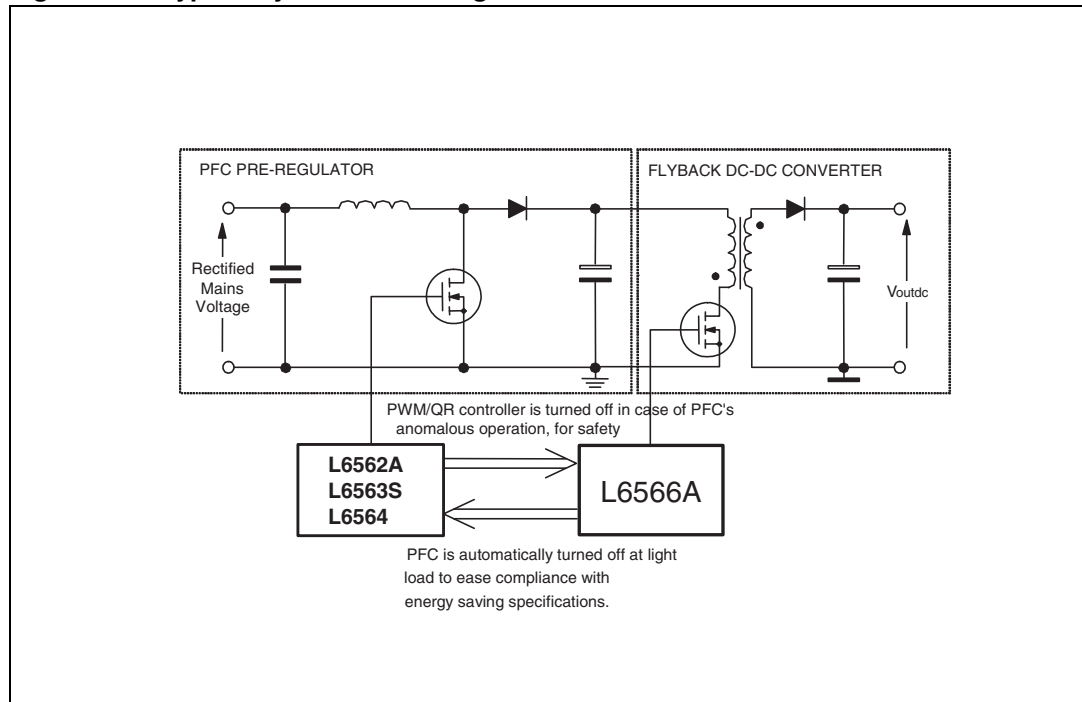 PFC PRE-REGULATOR
FLYBACK DC-DC CONVERTER
Rectified
Mains
Voltage
Voutdc
PWM/QR controller is turned off in case of PFC's
anomalous operation, for safety
L6562A
L6563S
L6564
L6566A
PFC is automatically turned off at light
load to ease compliance with
energy saving specifications.